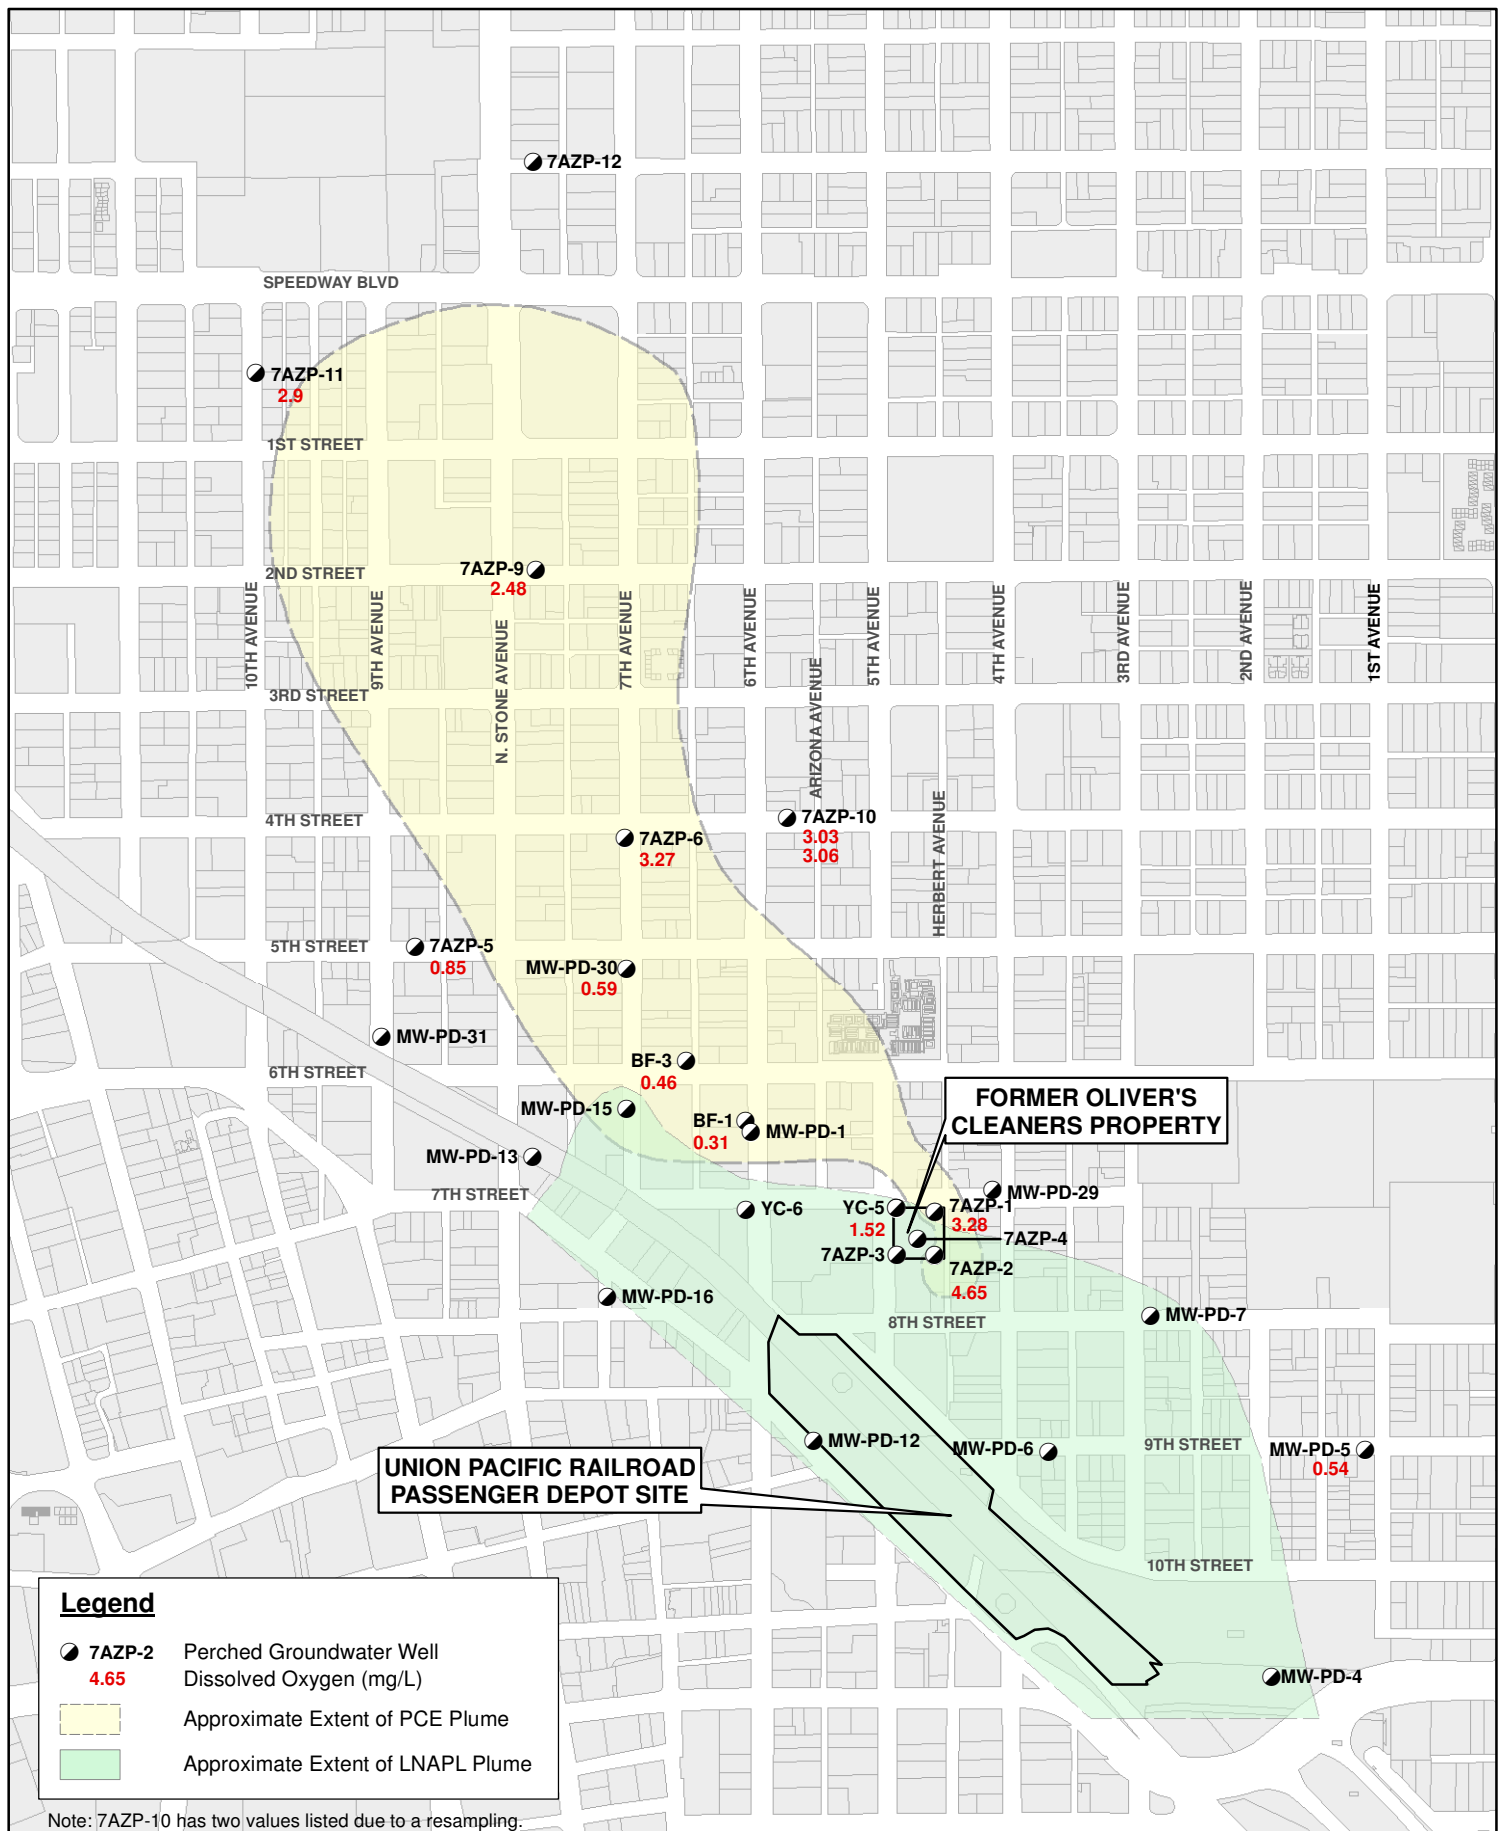 7AZP-12
SPEEDWAY BLVD
7AZP-11
2.9
1ST STREET
7AZP-9
2.48
2ND STREET
10TH AVENUE
9TH AVENUE
N. STONE AVENUE
7TH AVENUE
6TH AVENUE
ARIZONA AVENUE
5TH AVENUE
HERBERT AVENUE
4TH AVENUE
3RD AVENUE
2ND AVENUE
1ST AVENUE
3RD STREET
4TH STREET
7AZP-10
3.03
3.06
7AZP-6
3.27
5TH STREET
7AZP-5
0.85
MW-PD-30
0.59
MW-PD-31
6TH STREET
BF-3
0.46
MW-PD-15
BF-1
0.31
MW-PD-1
FORMER OLIVER'S
CLEANERS PROPERTY
MW-PD-13
7TH STREET
MW-PD-29
YC-6
YC-5
1.52
7AZP-1
3.28
7AZP-4
7AZP-3
7AZP-2
4.65
MW-PD-16
8TH STREET
MW-PD-7
MW-PD-12
MW-PD-6
9TH STREET
MW-PD-5
0.54
UNION PACIFIC RAILROAD
PASSENGER DEPOT SITE
10TH STREET
MW-PD-4
Legend
7AZP-2 Perched Groundwater Well
4.65 Dissolved Oxygen (mg/L)
Approximate Extent of PCE Plume
Approximate Extent of LNAPL Plume
Note: 7AZP-10 has two values listed due to a resampling.